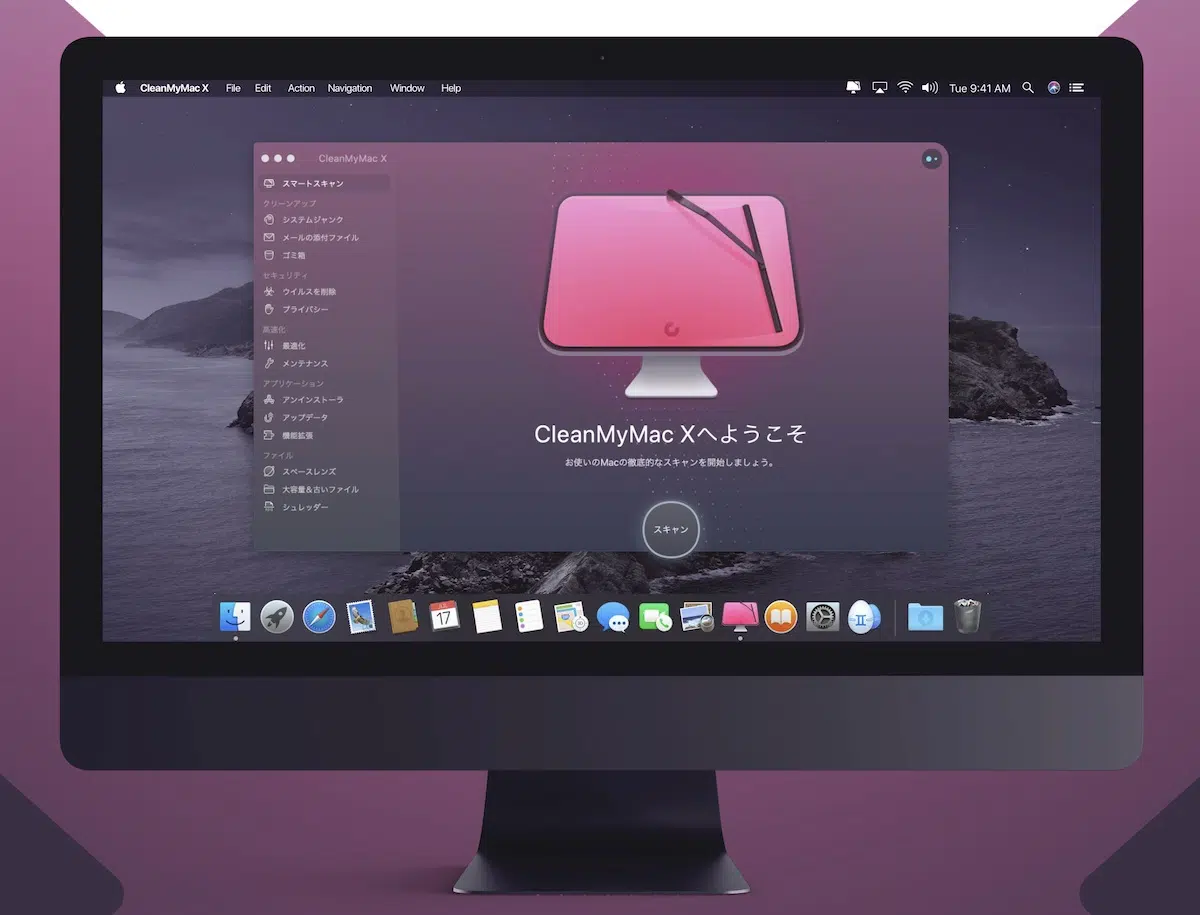 CleanMyMac X File Edit Action Navigation Window Help Tue 9:41 AM
CleanMyMac X
スマートスキャン
クリーンアップ
システムジャンク
メールの添付ファイル
ゴミ箱
セキュリティ
ウイルスを削除
プライバシー
高速化
最適化
メンテナンス
アプリケーション
アンインストーラ
アップデータ
機能拡張
ファイル
スペースレンズ
大容量&古いファイル
シュレッダー
CleanMyMac Xへようこそ
お使いのMacの徹底的なスキャンを開始しましょう。
スキャン
JUL
17